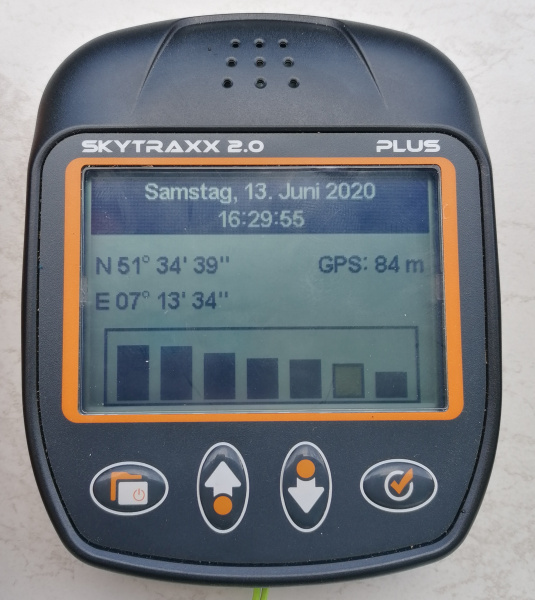 SKYTRAXX 2.0 PLUS
Samstag, 13. Juni 2020
16:29:55
N 51° 34' 39" GPS: 84 m
E 07° 13' 34"